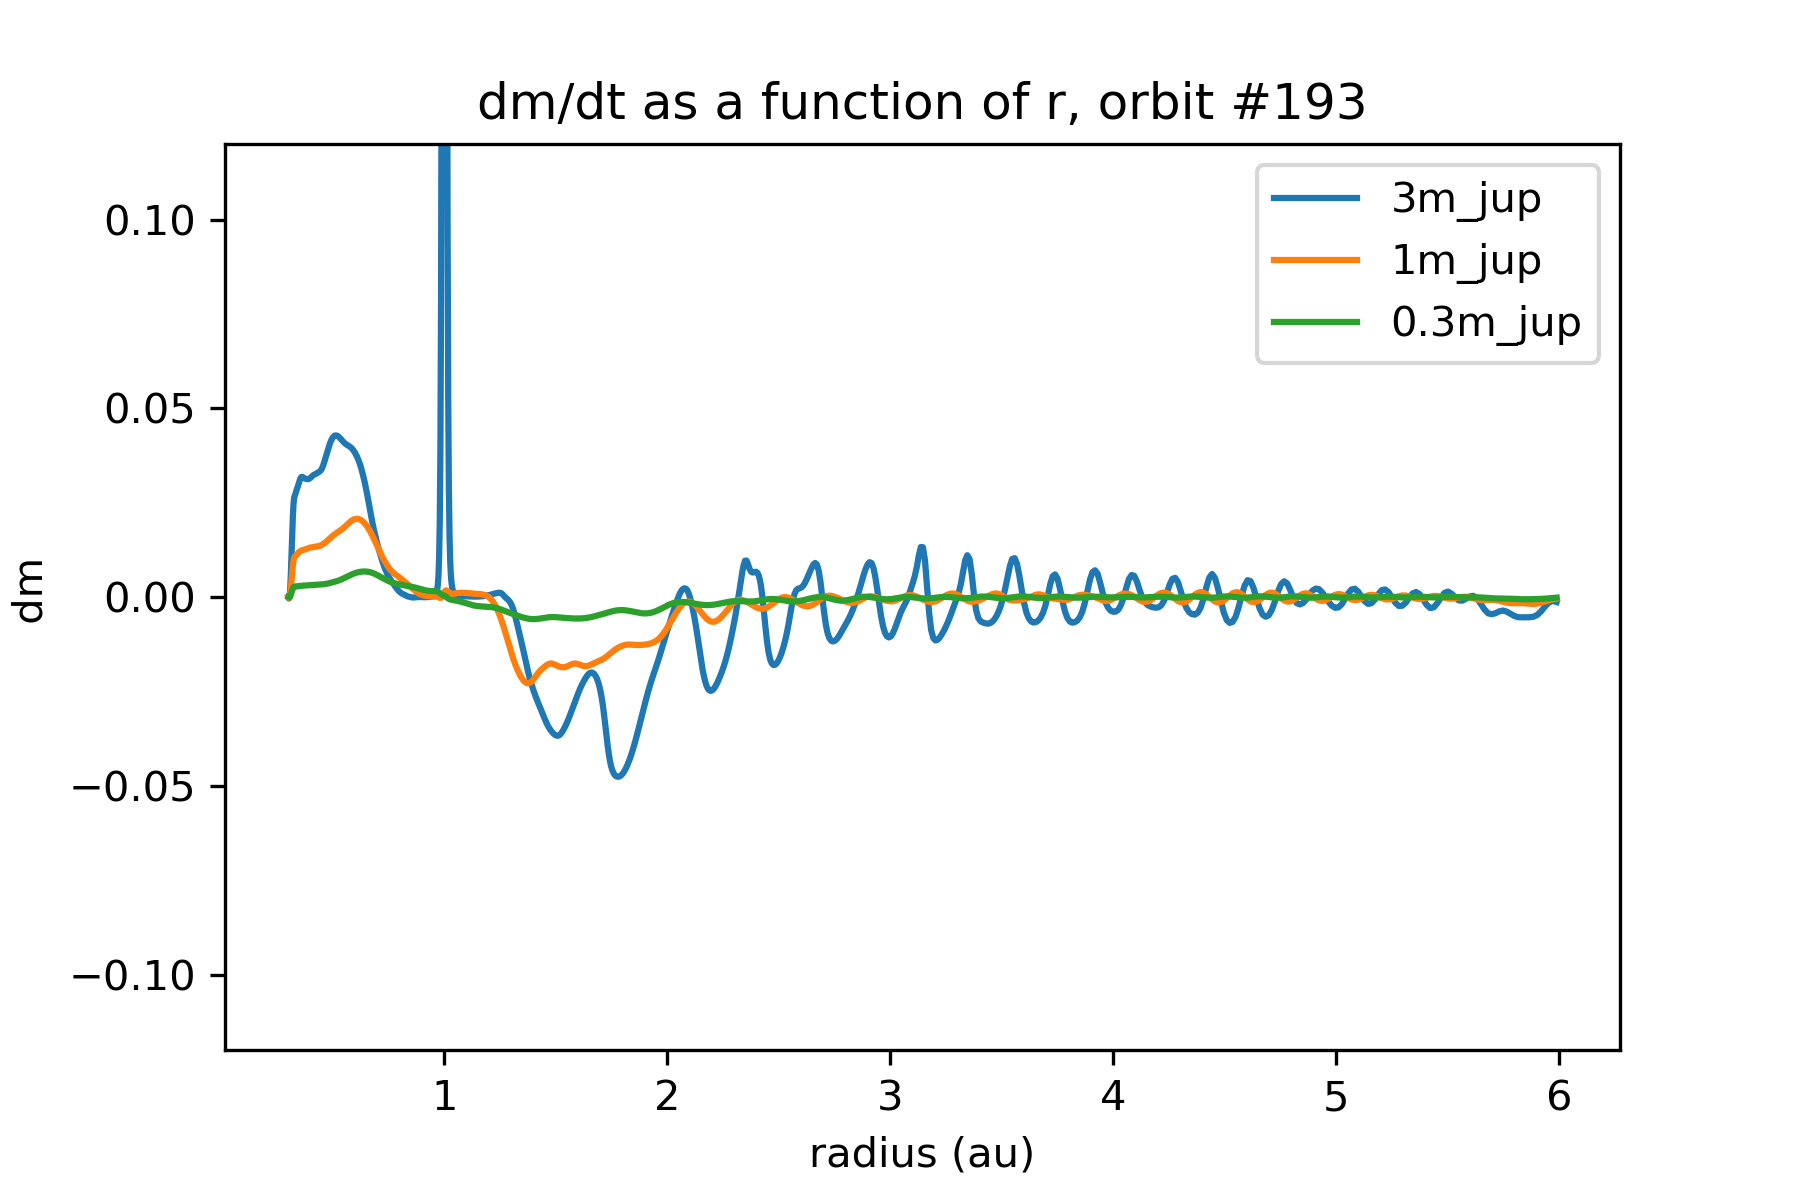 dm/dt as a function of r, orbit #193
3m_jup
1m_jup
0.3m_jup
0.10
0.05
0.00
−0.05
−0.10
dm
1 2 3 4 5 6
radius (au)